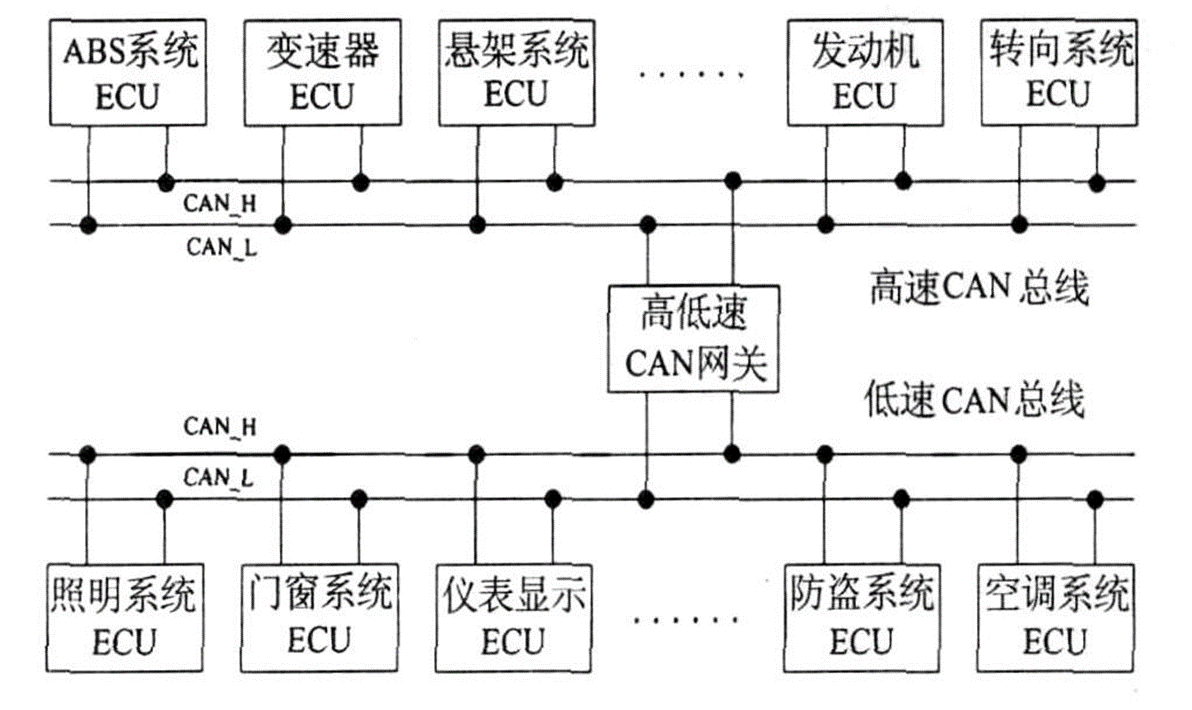 ABS系统
ECU
变速器
ECU
悬架系统
ECU
......
发动机
ECU
转向系统
ECU
CAN_H
CAN_L
高速CAN 总线
高低速
CAN网关
低速CAN总线
CAN_H
CAN_L
照明系统
ECU
门窗系统
ECU
仪表显示
ECU
......
防盗系统
ECU
空调系统
ECU